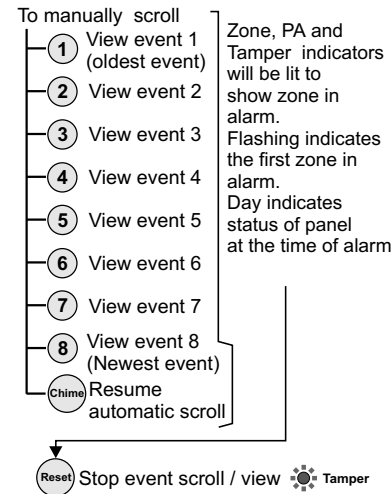 To manually scroll
1 View event 1
(oldest event)
2 View event 2
3 View event 3
4 View event 4
5 View event 5
6 View event 6
7 View event 7
8 View event 8
(Newest event)
Chime Resume
automatic scroll
Zone, PA and
Tamper indicators
will be lit to
show zone in
alarm.
Flashing indicates
the first zone in
alarm.
Day indicates
status of panel
at the time of alarm
Reset Stop event scroll / view Tamper